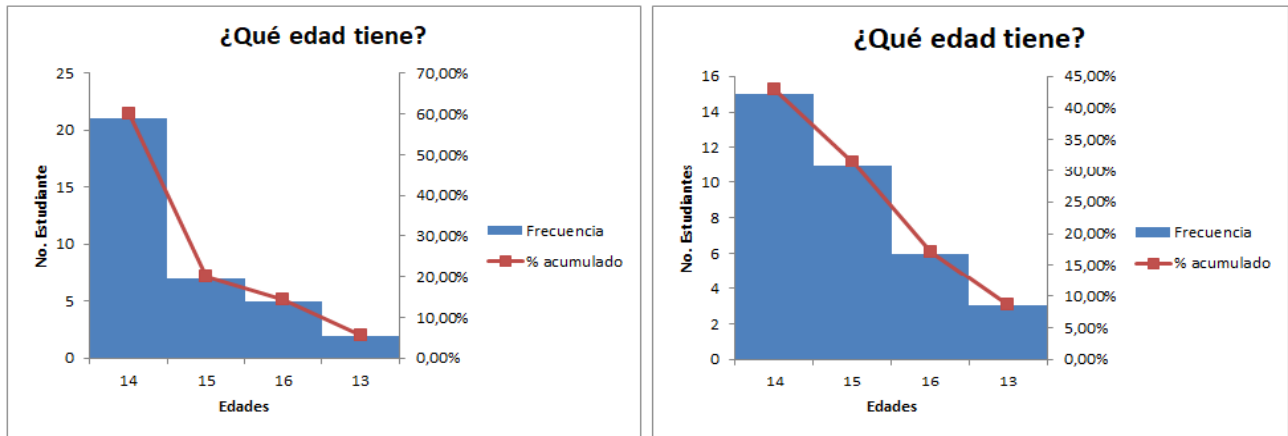 ¿Qué edad tiene?
25
20
15
10
5
0
No. Estudiante
70,00%
60,00%
50,00%
40,00%
30,00%
20,00%
10,00%
0,00%
14 15 16 13
Edades
Frecuencia
% acumulado
¿Qué edad tiene?
16
14
12
10
8
6
4
2
0
No. Estudiantes
45,00%
40,00%
35,00%
30,00%
25,00%
20,00%
15,00%
10,00%
5,00%
0,00%
14 15 16 13
Edades
Frecuencia
% acumulado